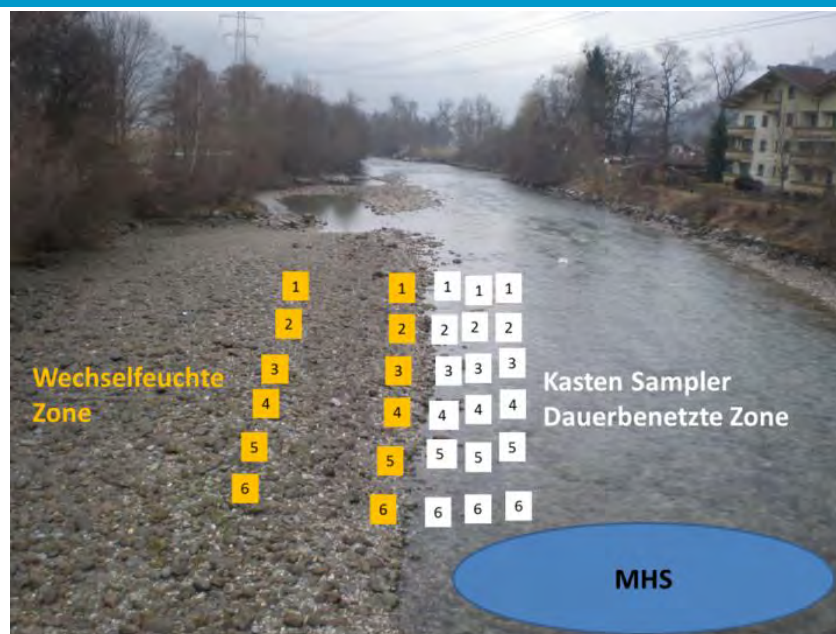 1 1 1 1 1
2 2 2 2 2
Wechselfeuchte
Zone
3 3 3 3 3
4 4 4 4 4
Kasten Sampler
Dauerbenetzte Zone
5 5 5 5 5
6 6 6 6 6
MHS